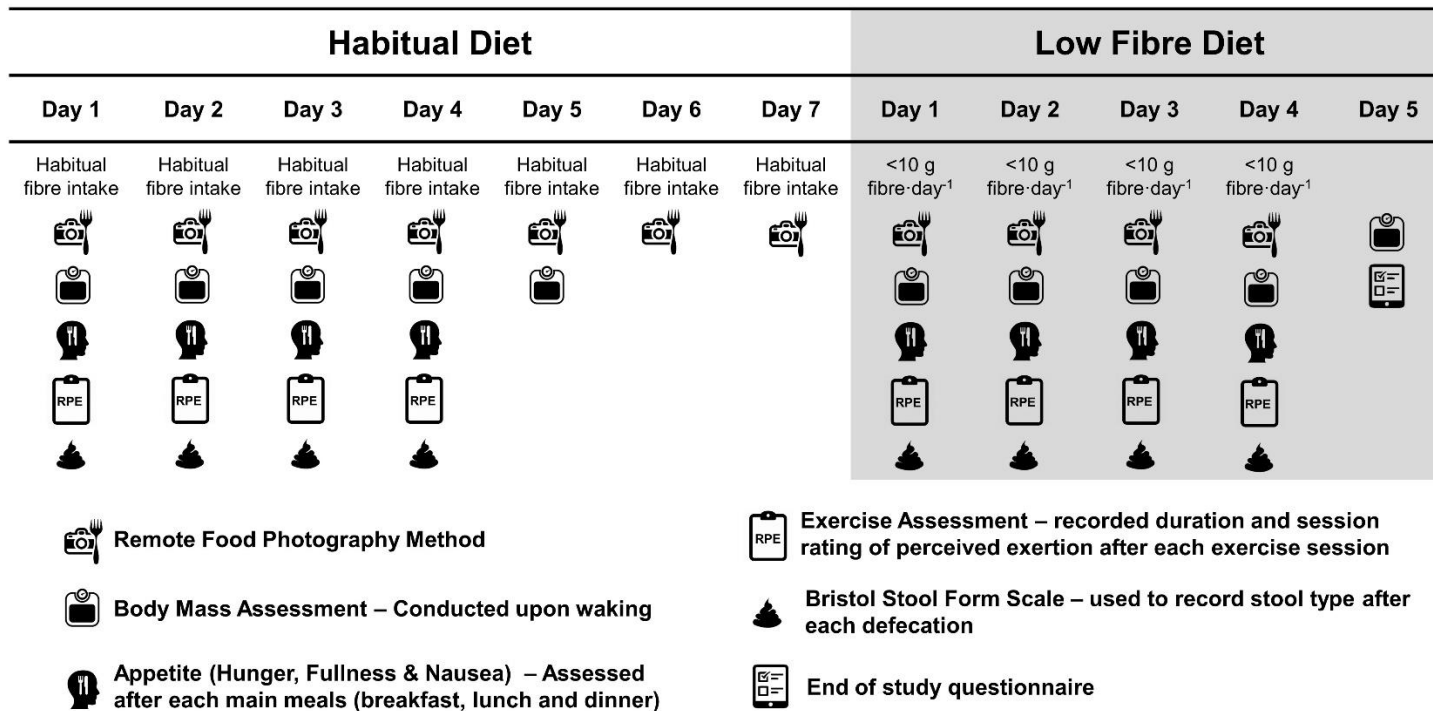 Habitual Diet
Low Fibre Diet
Day 1 Day 2 Day 3 Day 4 Day 5 Day 6 Day 7 Day 1 Day 2 Day 3 Day 4 Day 5
Habitual Habitual Habitual Habitual Habitual Habitual Habitual <10 g <10 g <10 g <10 g
fibre intake fibre intake fibre intake fibre intake fibre intake fibre intake fibre intake fibre·day⁻¹ fibre·day⁻¹ fibre·day⁻¹ fibre·day⁻¹
RPE RPE RPE RPE RPE RPE RPE RPE
Remote Food Photography Method
Body Mass Assessment – Conducted upon waking
Appetite (Hunger, Fullness & Nausea) – Assessed
after each main meals (breakfast, lunch and dinner)
RPE
Exercise Assessment – recorded duration and session
rating of perceived exertion after each exercise session
Bristol Stool Form Scale – used to record stool type after
each defecation
End of study questionnaire